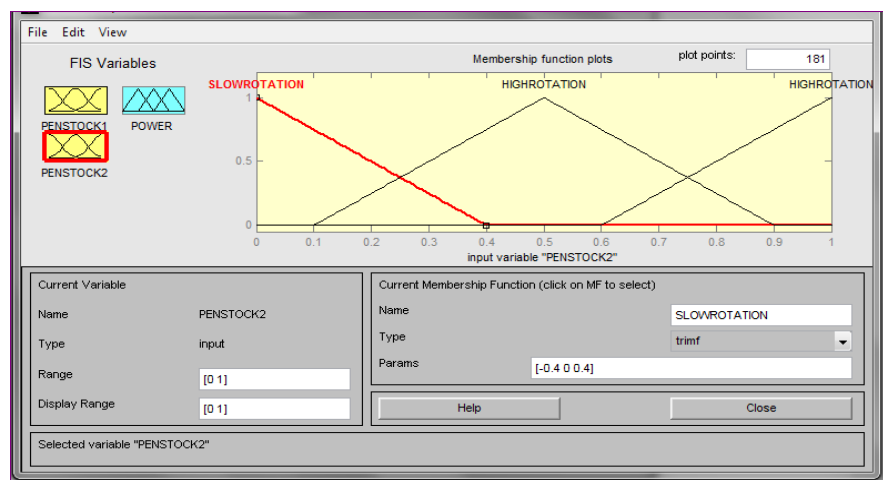 File Edit View
FIS Variables
Membership function plots
plot points: 181
SLOWROTATION HIGHROTATION HIGHROTATION
PENSTOCK1 POWER
PENSTOCK2
1
0.5
0
0 0.1 0.2 0.3 0.4 0.5 0.6 0.7 0.8 0.9 1
input variable "PENSTOCK2"
Current Variable
Name PENSTOCK2
Type input
Range [0 1]
Display Range [0 1]
Current Membership Function (click on MF to select)
Name SLOWROTATION
Type trimf
Params [-0.4 0 0.4]
Help Close
Selected variable "PENSTOCK2"